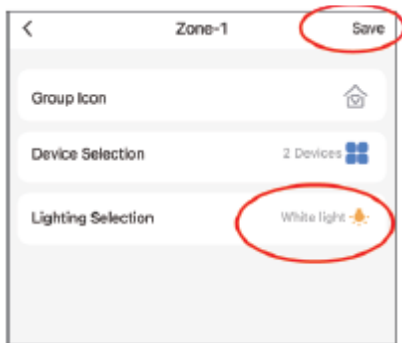 Zone-1 Save
Group Icon
Device Selection 2 Devices
Lighting Selection White light